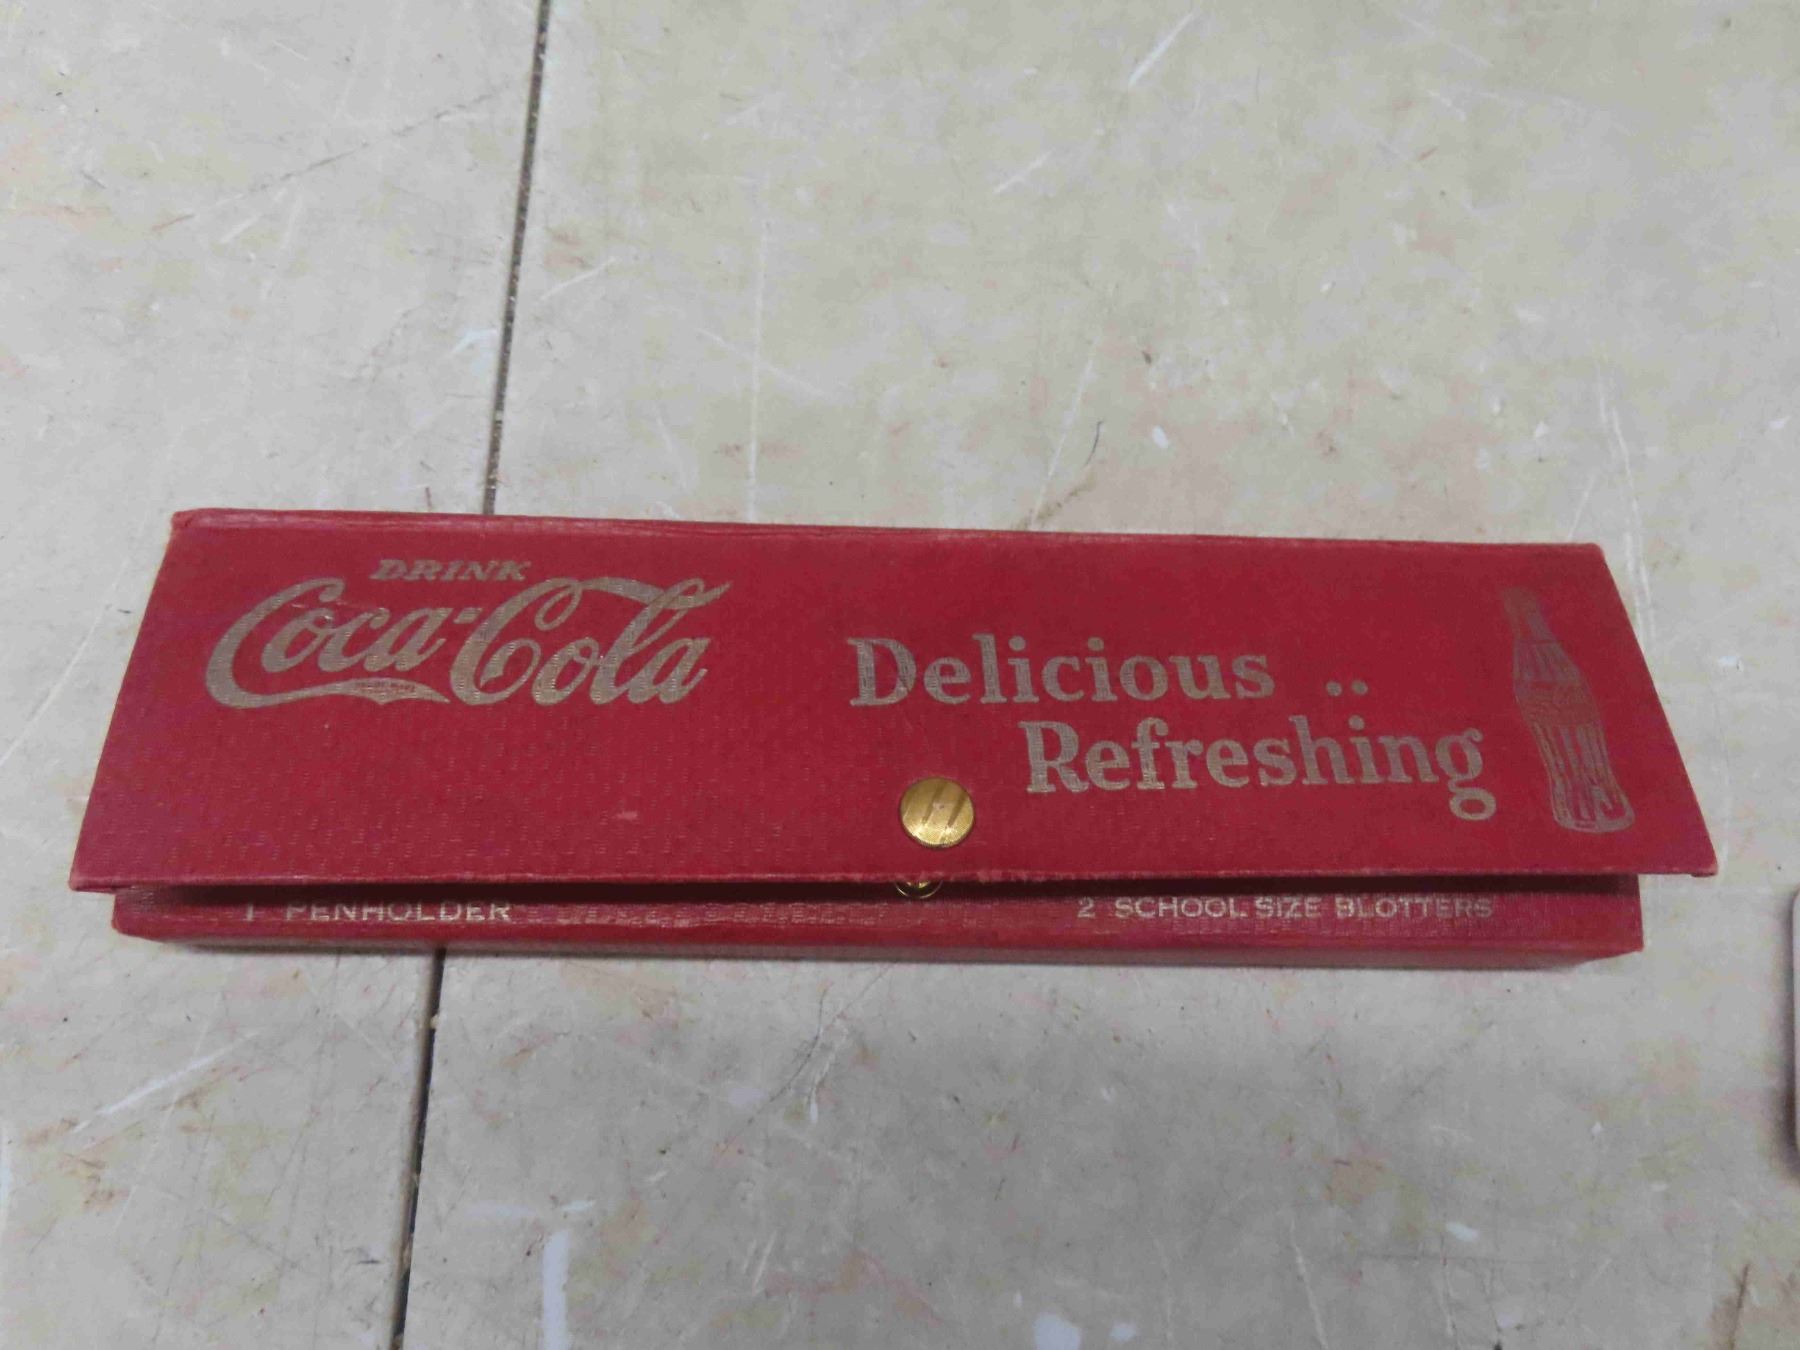 DRINK
Coca-Cola
Delicious ..
Refreshing
1 PENHOLDER
2 SCHOOL SIZE BLOTTERS